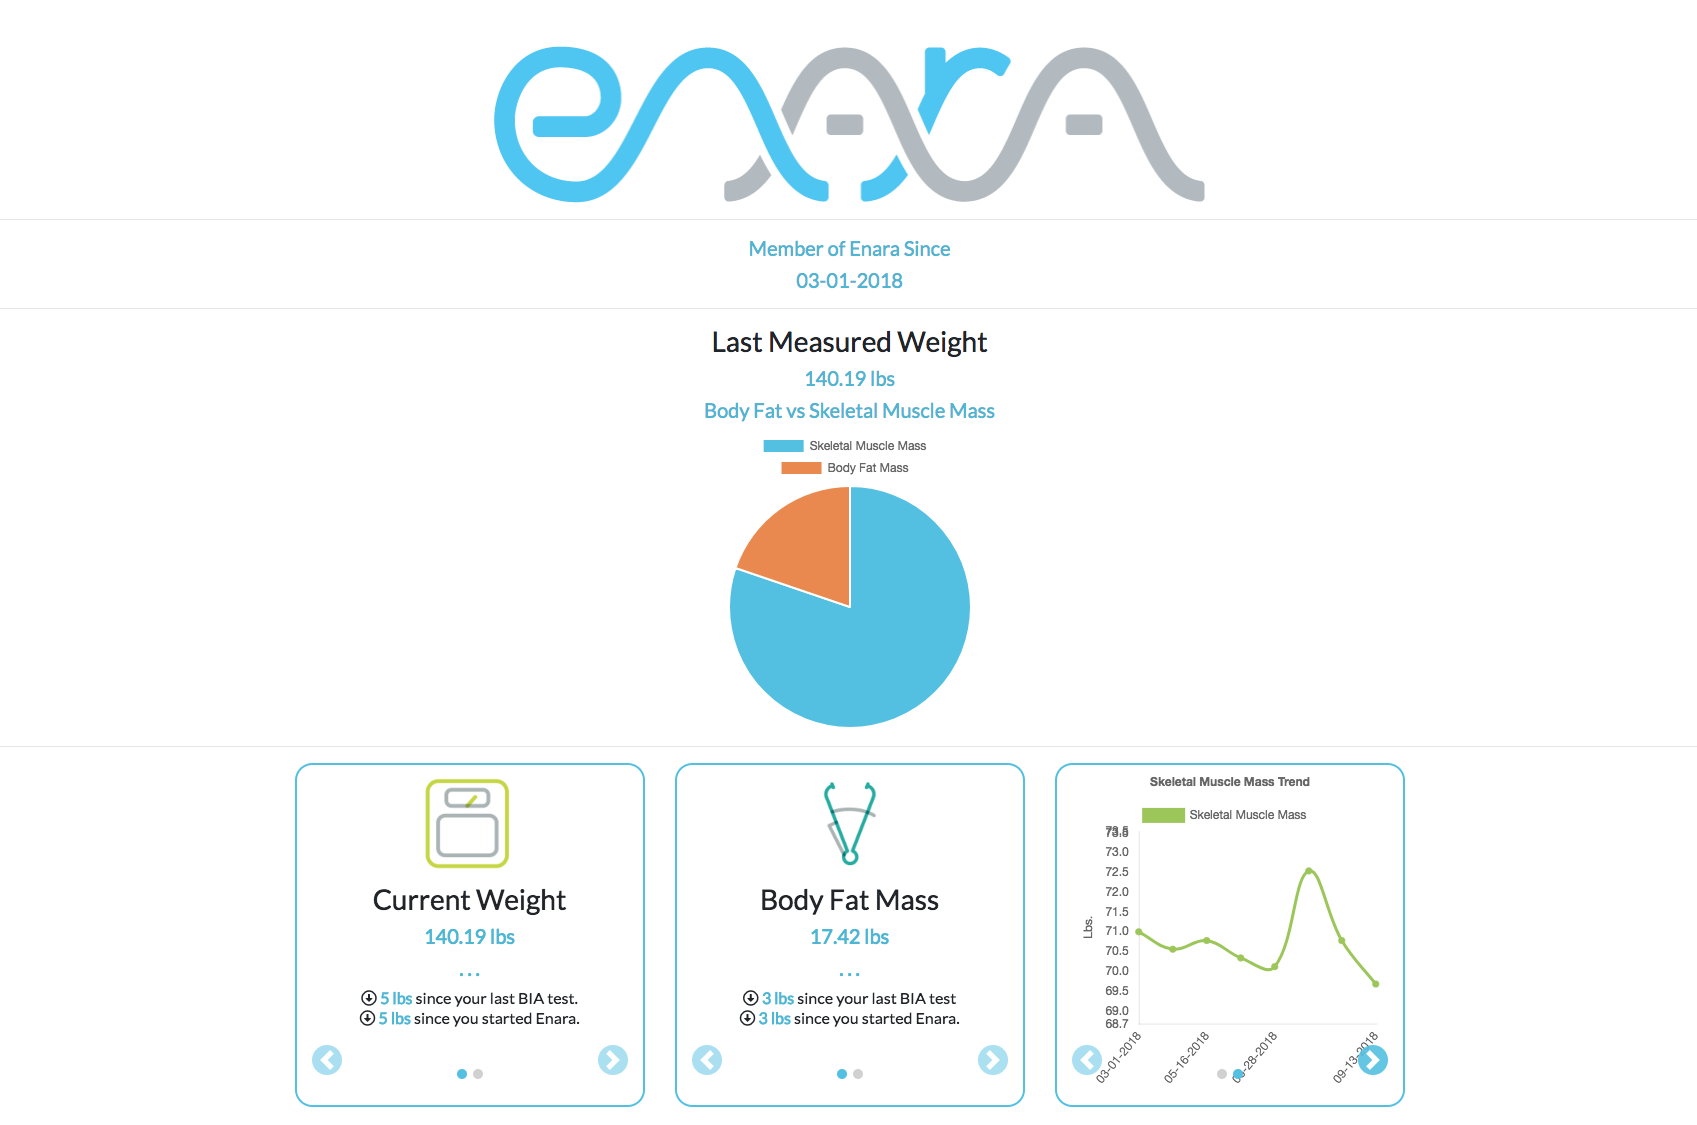 enara
Member of Enara Since
03-01-2018
Last Measured Weight
140.19 lbs
Body Fat vs Skeletal Muscle Mass
Skeletal Muscle Mass
Body Fat Mass
Current Weight
140.19 lbs
...
5 lbs since your last BIA test.
5 lbs since you started Enara.
Body Fat Mass
17.42 lbs
...
3 lbs since your last BIA test
3 lbs since you started Enara.
Skeletal Muscle Mass Trend
Skeletal Muscle Mass
73.0
72.5
72.0
71.5
71.0
70.5
70.0
69.5
69.0
68.7
Lbs.
03-01-2018
05-16-2018
09-13-2018